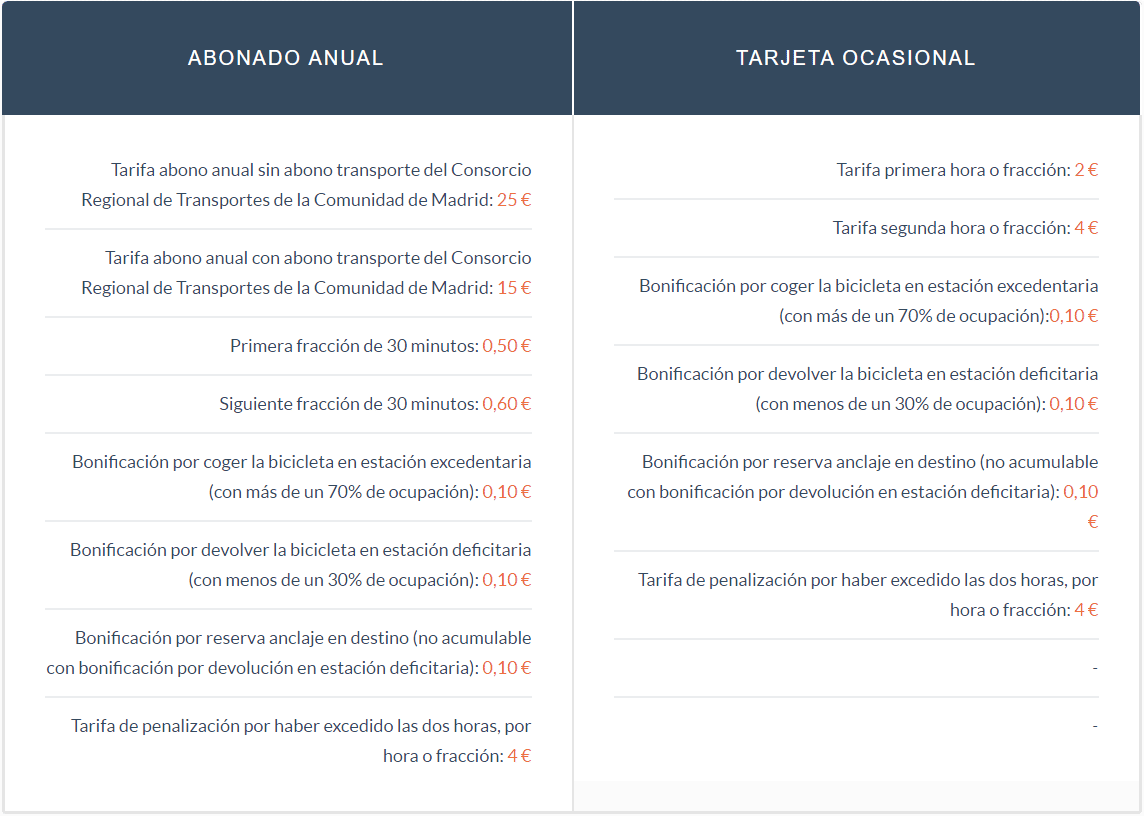 ABONADO ANUAL
Tarifa abono anual sin abono transporte del Consorcio
Regional de Transportes de la Comunidad de Madrid: 25 €
Tarifa abono anual con abono transporte del Consorcio
Regional de Transportes de la Comunidad de Madrid: 15 €
Primera fracción de 30 minutos: 0,50 €
Siguiente fracción de 30 minutos: 0,60 €
Bonificación por coger la bicicleta en estación excedentaria
(con más de un 70% de ocupación): 0,10 €
Bonificación por devolver la bicicleta en estación deficitaria
(con menos de un 30% de ocupación): 0,10 €
Bonificación por reserva anclaje en destino (no acumulable
con bonificación por devolución en estación deficitaria): 0,10 €
Tarifa de penalización por haber excedido las dos horas, por
hora o fracción: 4 €
TARJETA OCASIONAL
Tarifa primera hora o fracción: 2 €
Tarifa segunda hora o fracción: 4 €
Bonificación por coger la bicicleta en estación excedentaria
(con más de un 70% de ocupación):0,10 €
Bonificación por devolver la bicicleta en estación deficitaria
(con menos de un 30% de ocupación): 0,10 €
Bonificación por reserva anclaje en destino (no acumulable
con bonificación por devolución en estación deficitaria): 0,10
€
Tarifa de penalización por haber excedido las dos horas, por
hora o fracción: 4 €
-
-